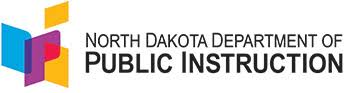 NORTH DAKOTA DEPARTMENT OF
PUBLIC INSTRUCTION